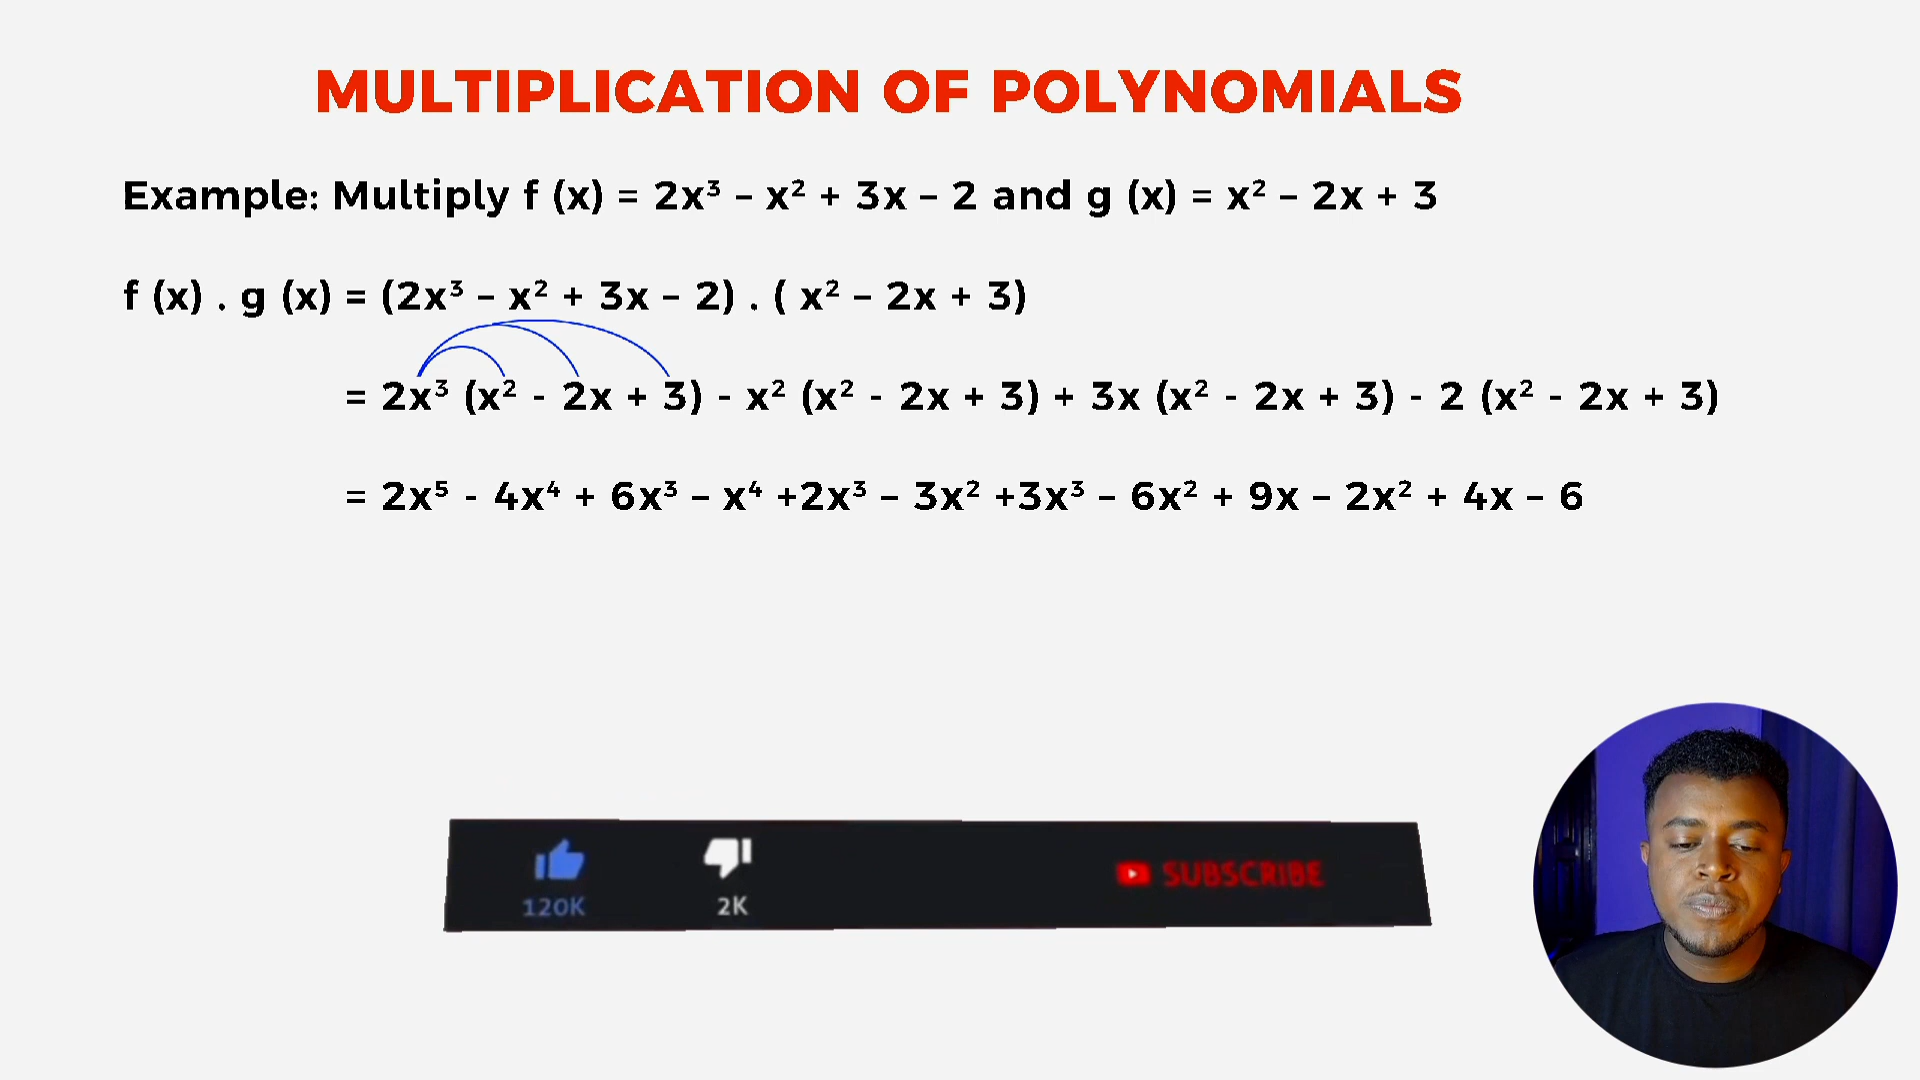 MULTIPLICATION OF POLYNOMIALS
Example: Multiply f (x) = 2x³ – x² + 3x – 2 and g (x) = x² – 2x + 3
f (x) . g (x) = (2x³ – x² + 3x – 2) . ( x² – 2x + 3)
= 2x³ (x² - 2x + 3) - x² (x² - 2x + 3) + 3x (x² - 2x + 3) - 2 (x² - 2x + 3)
= 2x⁵ - 4x⁴ + 6x³ – x⁴ +2x³ – 3x² +3x³ – 6x² + 9x – 2x² + 4x – 6
120K 2K SUBSCRIBE